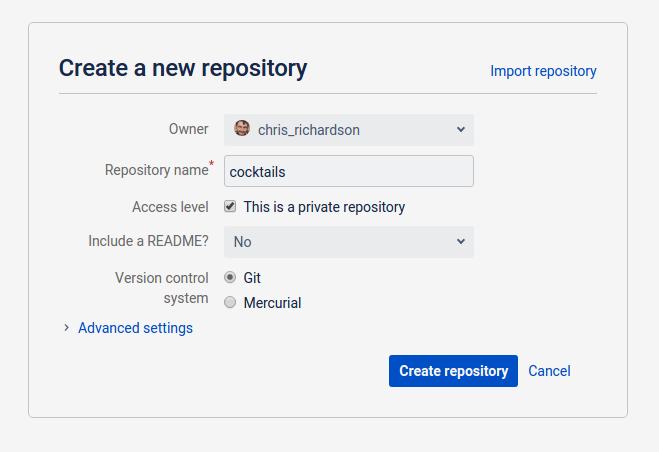 Create a new repository
Import repository
Owner
chris_richardson
Repository name*
cocktails
Access level
This is a private repository
Include a README?
No
Version control
system
Git
Mercurial
Advanced settings
Create repository
Cancel